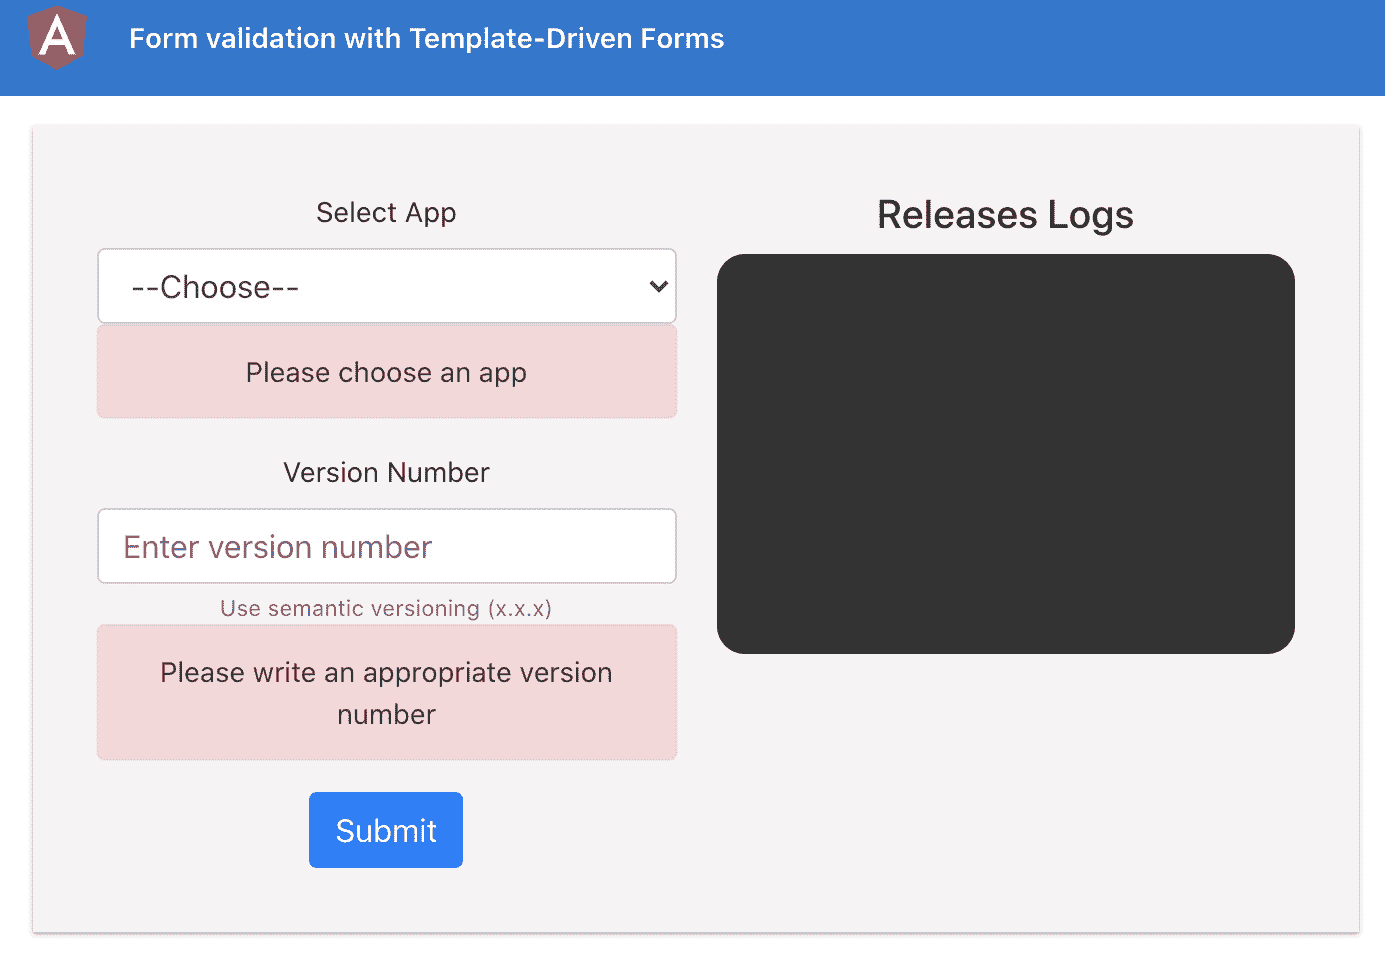 Form validation with Template-Driven Forms
Select App
--Choose--
Please choose an app
Version Number
Enter version number
Use semantic versioning (x.x.x)
Please write an appropriate version
number
Submit
Releases Logs